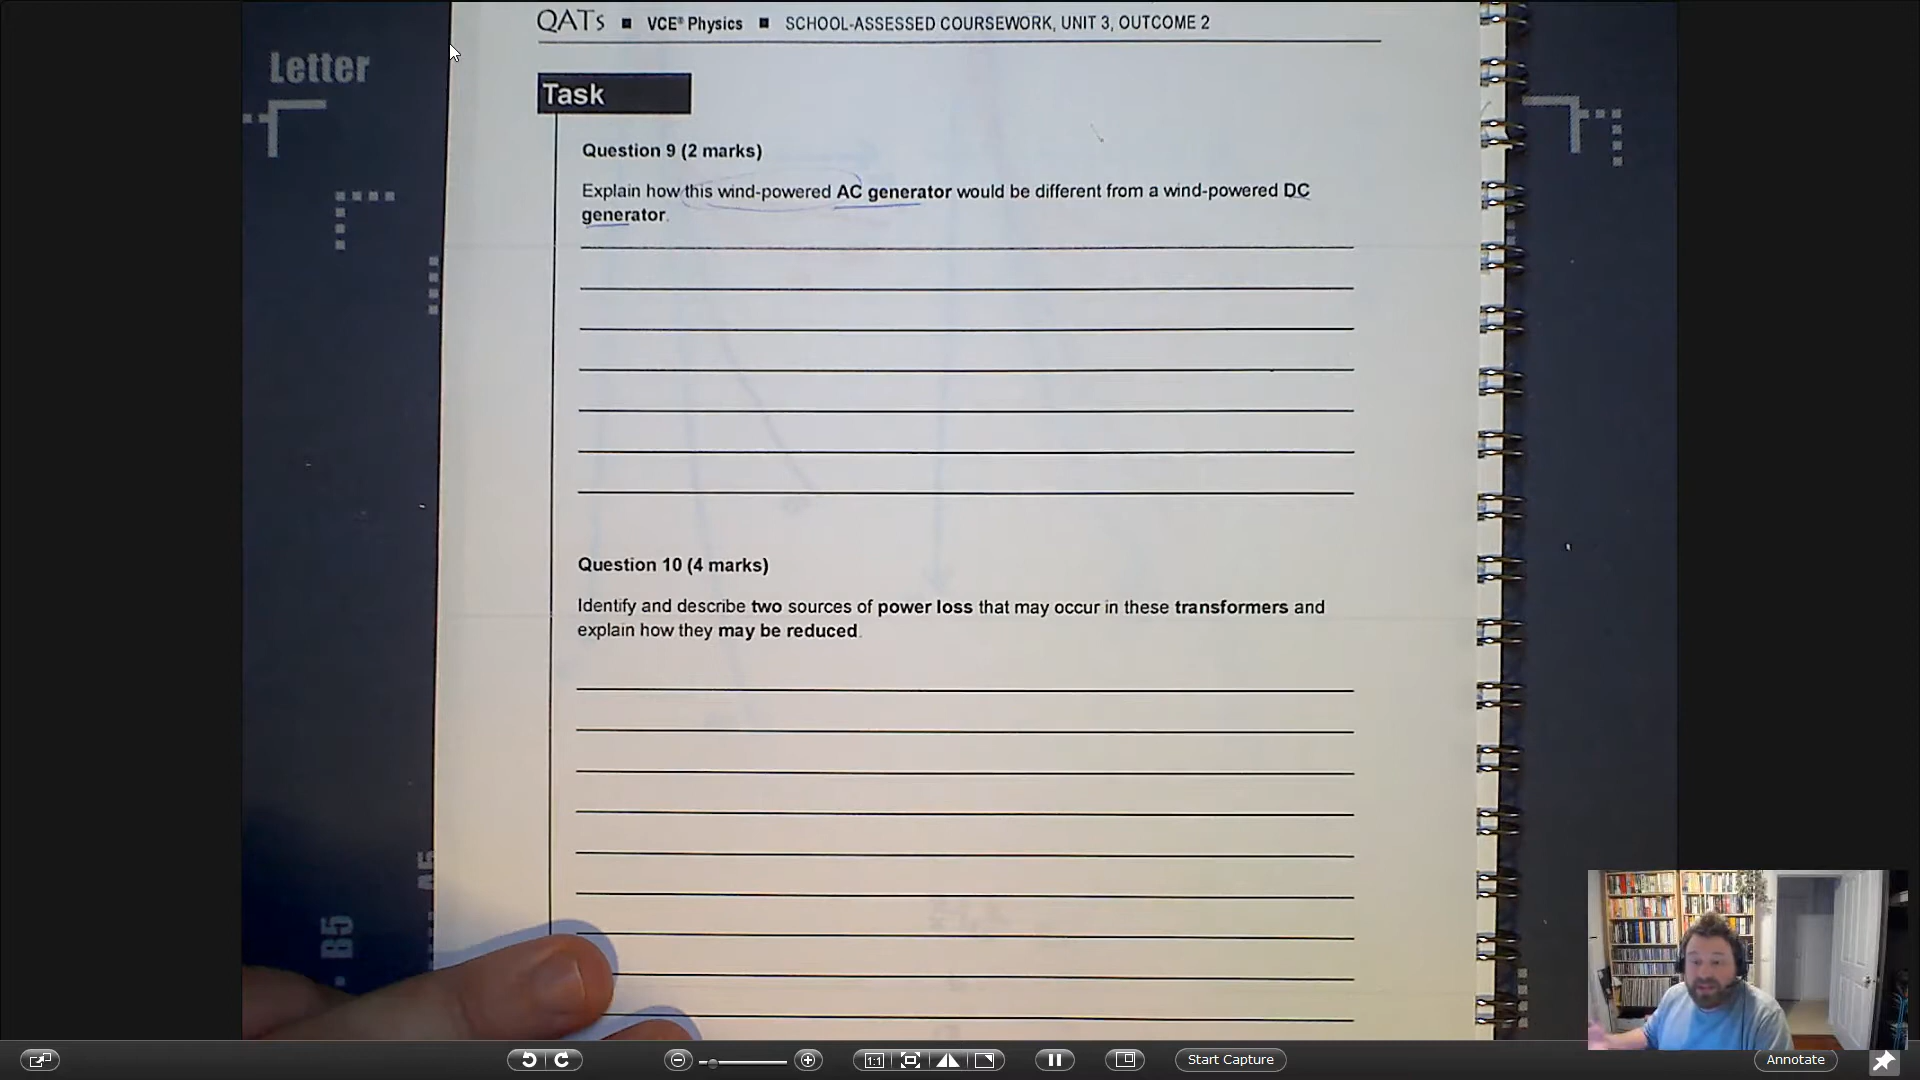 QATs ■ VCE® Physics ■ SCHOOL-ASSESSED COURSEWORK, UNIT 3, OUTCOME 2
Letter
Task
Question 9 (2 marks)
Explain how this wind-powered AC generator would be different from a wind-powered DC
generator.
Question 10 (4 marks)
Identify and describe two sources of power loss that may occur in these transformers and
explain how they may be reduced.
A5
B5
1:1
Start Capture
Annotate